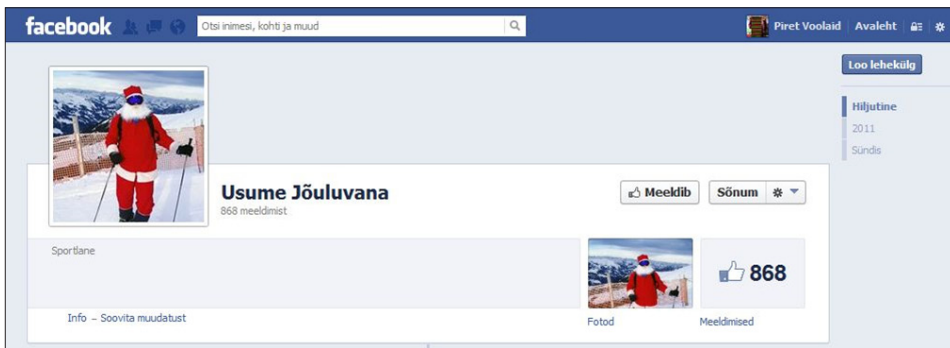 facebook Otsi inimesi, kohti ja muud Piret Voolaid Avaleht
Loo lehekülg
Hiljutine
2011
Sündis
Usume Jõuluvana
868 meeldimist
Meeldib Sõnum
Sportlane
868
Info – Soovita muudatust
Fotod Meeldimised